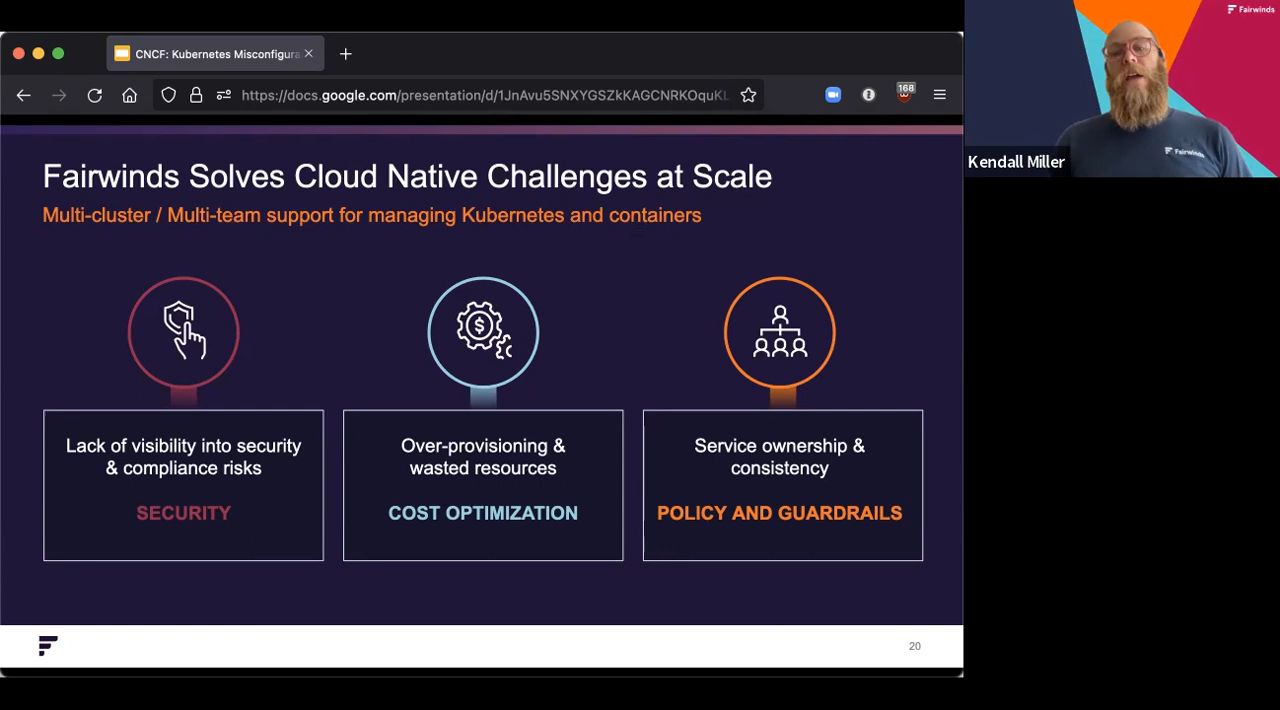 CNCF: Kubernetes Misconfigura
https://docs.google.com/presentation/d/1JnAvu5SNXYGSZkKAGCNRKOquKL
168
Fairwinds
Kendall Miller
Fairwinds
Fairwinds Solves Cloud Native Challenges at Scale
Multi-cluster / Multi-team support for managing Kubernetes and containers
$
Lack of visibility into security
& compliance risks
SECURITY
Over-provisioning &
wasted resources
COST OPTIMIZATION
Service ownership &
consistency
POLICY AND GUARDRAILS
20